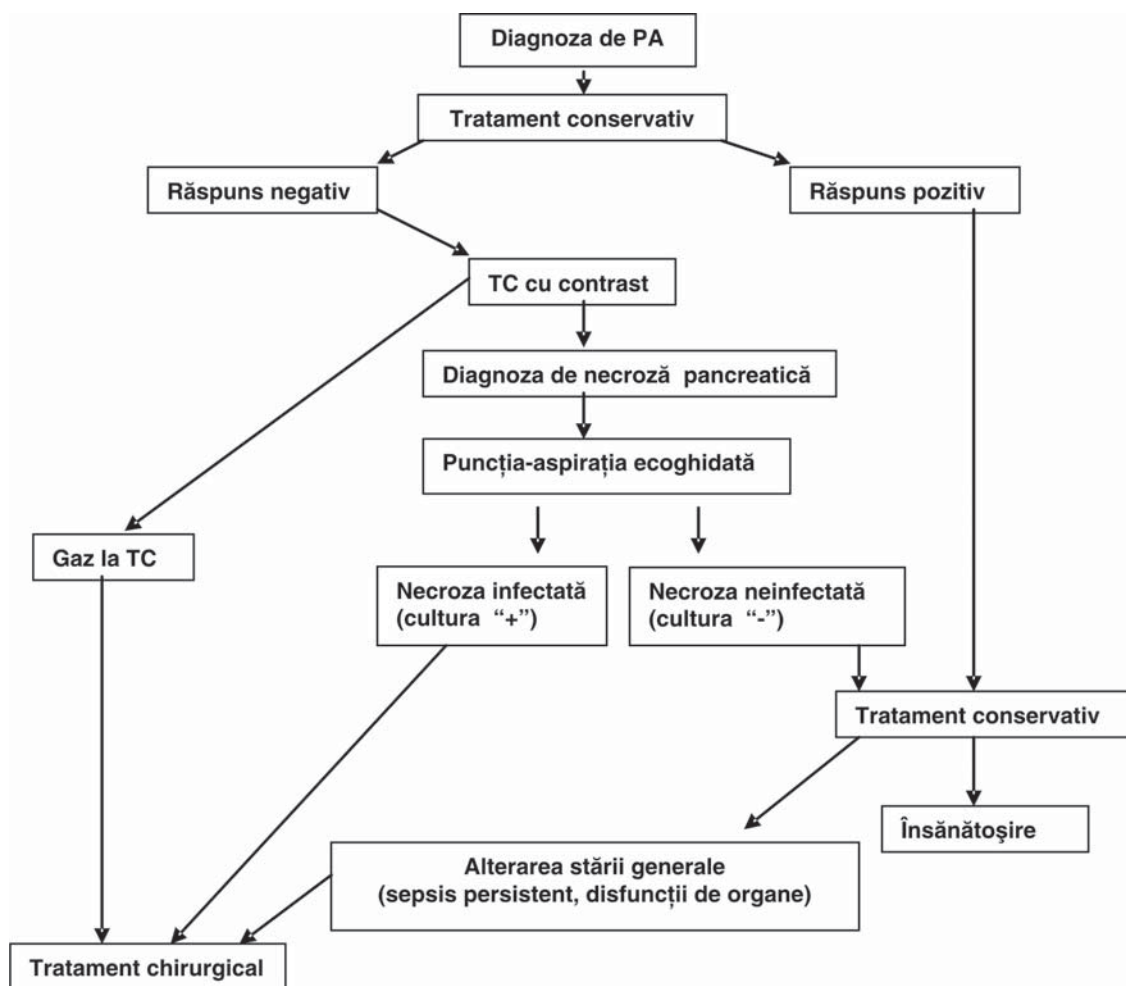 Diagnoza de PA
Tratament conservativ
Răspuns negativ
Răspuns pozitiv
TC cu contrast
Diagnoza de necroză pancreatică
Puncția-aspirația ecoghidată
Gaz la TC
Necroza infectată
(cultura “+”)
Necroza neinfectată
(cultura “-”)
Tratament conservativ
Însănătoşire
Alterarea stării generale
(sepsis persistent, disfuncții de organe)
Tratament chirurgical